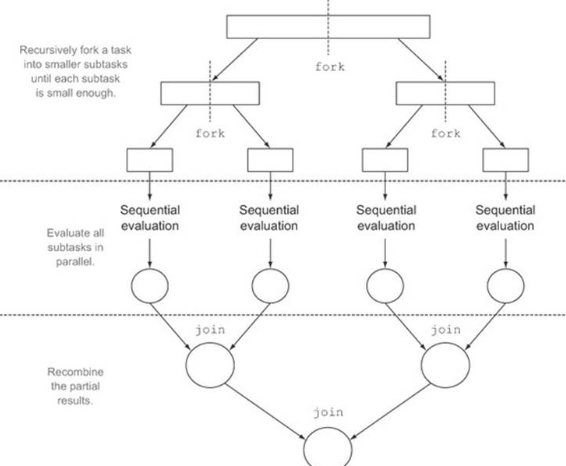 Recursively fork a task
into smaller subtasks
until each subtask
is small enough.
fork
fork
fork
Sequential
evaluation
Sequential
evaluation
Sequential
evaluation
Sequential
evaluation
Evaluate all
subtasks in
parallel.
join
join
Recombine
the partial
results.
join